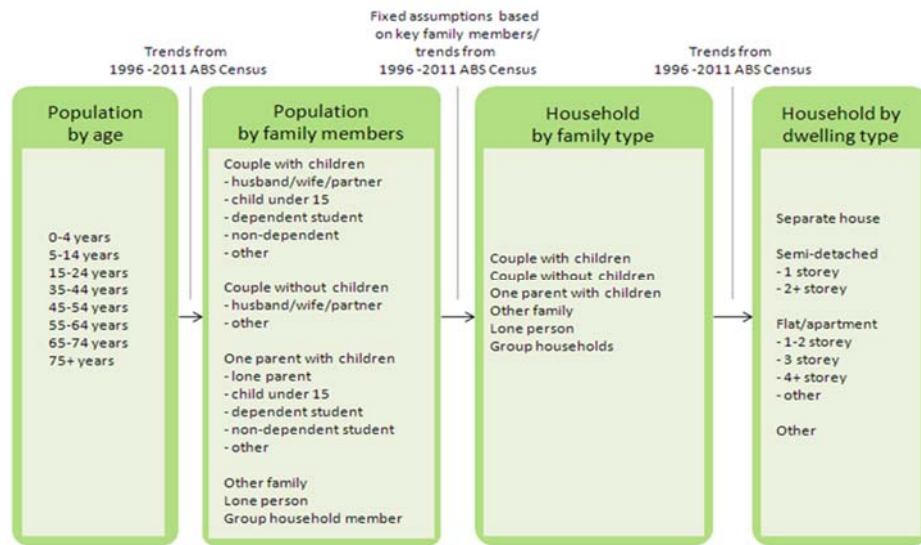 Trends from
1996 -2011 ABS Census
Fixed assumptions based
on key family members/
trends from
1996 -2011 ABS Census
Trends from
1996 -2011 ABS Census
Population
by age
0-4 years
5-14 years
15-24 years
35-44 years
45-54 years
55-64 years
65-74 years
75+ years
Population
by family members
Couple with children
- husband/wife/partner
- child under 15
- dependent student
- non-dependent
- other
Couple without children
- husband/wife/partner
- other
One parent with children
- lone parent
- child under 15
- dependent student
- non-dependent student
- other
Other family
Lone person
Group household member
Household
by family type
Couple with children
Couple without children
One parent with children
Other family
Lone person
Group households
Household by
dwelling type
Separate house
Semi-detached
- 1 storey
- 2+ storey
Flat/apartment
- 1-2 storey
- 3 storey
- 4+ storey
- other
Other